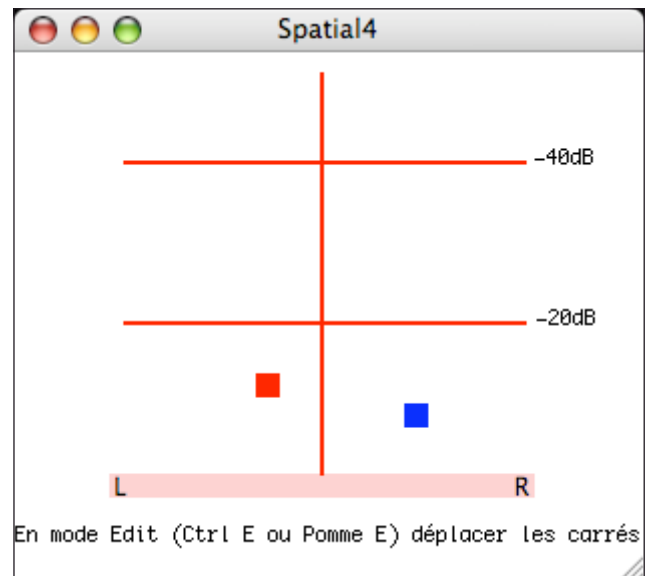 Spatial4
-40dB
-20dB
L R
En mode Edit (Ctrl E ou Pomme E) déplacer les carrés